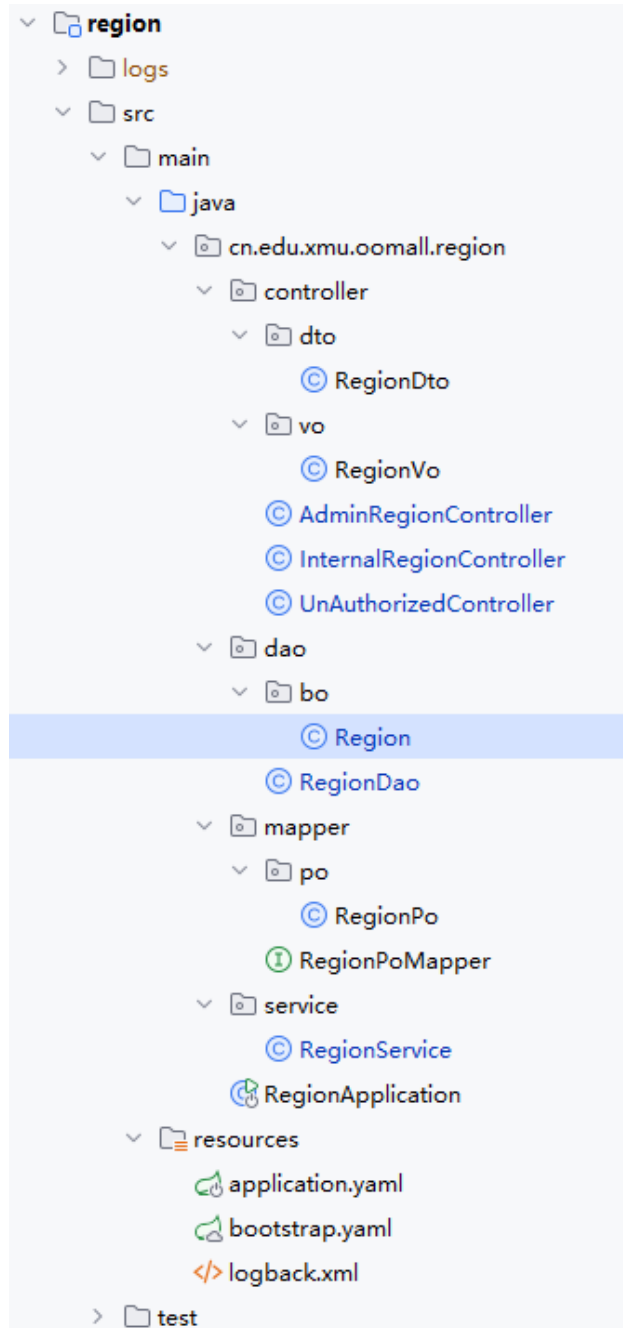 region
logs
src
main
java
cn.edu.xmu.oomall.region
controller
dto
RegionDto
vo
RegionVo
AdminRegionController
InternalRegionController
UnAuthorizedController
dao
bo
Region
RegionDao
mapper
po
RegionPo
RegionPoMapper
service
RegionService
RegionApplication
resources
application.yaml
bootstrap.yaml
logback.xml
test